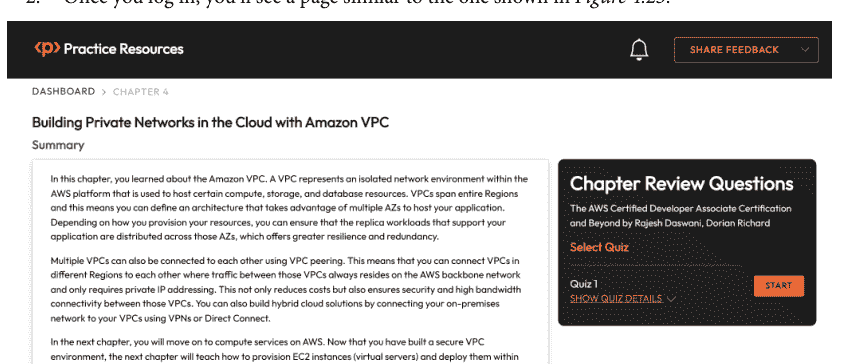 2. Once you log in, you'll see a page similar to the one shown in Figure 4.23.
<p> Practice Resources
SHARE FEEDBACK
DASHBOARD > CHAPTER 4
Building Private Networks in the Cloud with Amazon VPC
Summary
In this chapter, you learned about the Amazon VPC. A VPC represents an isolated network environment within the
AWS platform that is used to host certain compute, storage, and database resources. VPCs span entire Regions
and this means you can define an architecture that takes advantage of multiple AZs to host your application.
Depending on how you provision your resources, you can ensure that the replica workloads that support your
application are distributed across those AZs, which offers greater resilience and redundancy.
Multiple VPCs can also be connected to each other using VPC peering. This means that you can connect VPCs in
different Regions to each other where traffic between those VPCs always resides on the AWS backbone network
and only requires private IP addressing. This not only reduces costs but also ensures security and high bandwidth
connectivity between those VPCs. You can also build hybrid cloud solutions by connecting your on-premises
network to your VPCs using VPNs or Direct Connect.
In the next chapter, you will move on to compute services on AWS. Now that you have built a secure VPC
environment, the next chapter will teach how to provision EC2 instances (virtual servers) and deploy them within
Chapter Review Questions
The AWS Certified Developer Associate Certification
and Beyond by Rajesh Daswani, Dorian Richard
Select Quiz
Quiz 1
SHOW QUIZ DETAILS
START